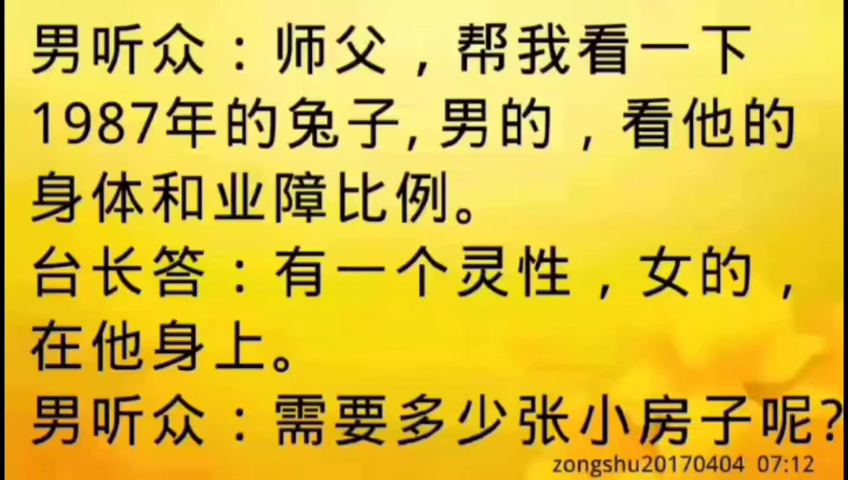 男听众：师父，帮我看一下
1987年的兔子,男的，看他的
身体和业障比例。
台长答：有一个灵性，女的，
在他身上。
男听众：需要多少张小房子呢?
zongshu20170404 07:12